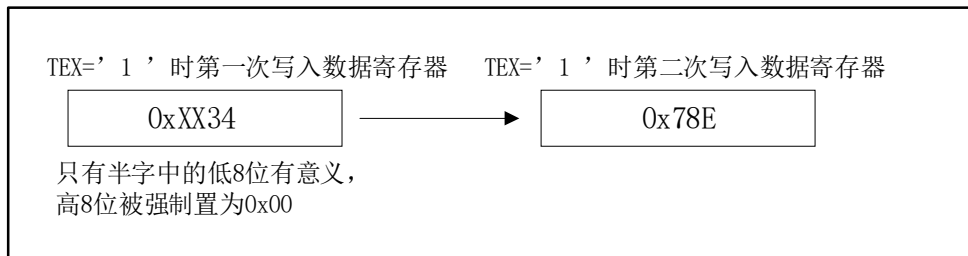 TEX=’ 1 ’ 时第一次写入数据寄存器 TEX=’ 1 ’ 时第二次写入数据寄存器
0xXX34 0x78E
只有半字中的低8位有意义，
高8位被强制置为0x00